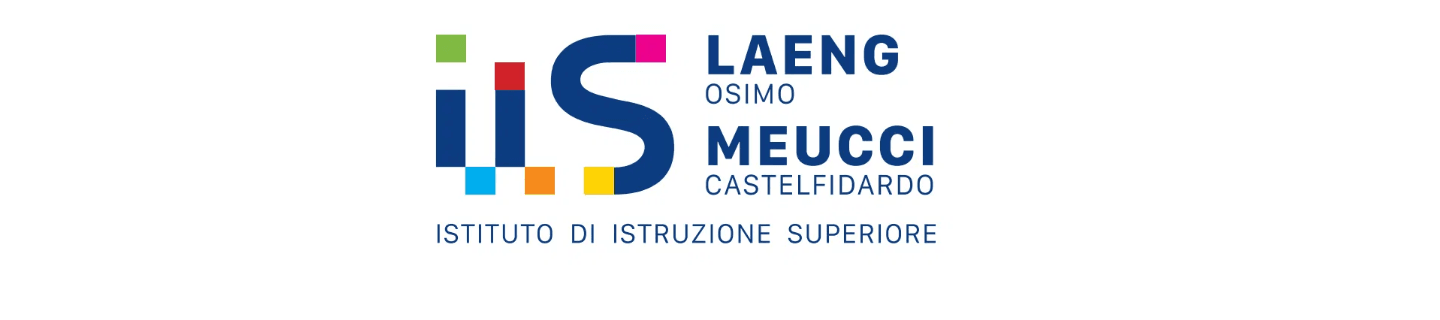 iis
LAENG
OSIMO
MEUCCI
CASTELFIDARDO
ISTITUTO DI ISTRUZIONE SUPERIORE